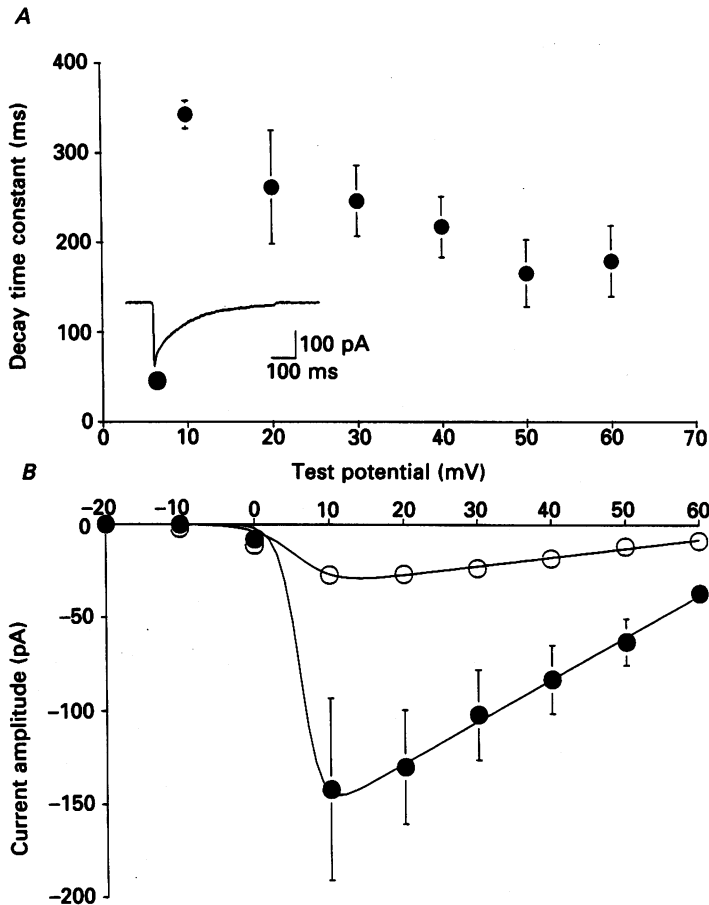 A
400
300
200
100
0
Decay time constant (ms)
100 pA
100 ms
0 10 20 30 40 50 60 70
Test potential (mV)
B
−20 −10 0 10 20 30 40 50 60
0
−50
−100
−150
−200
Current amplitude (pA)